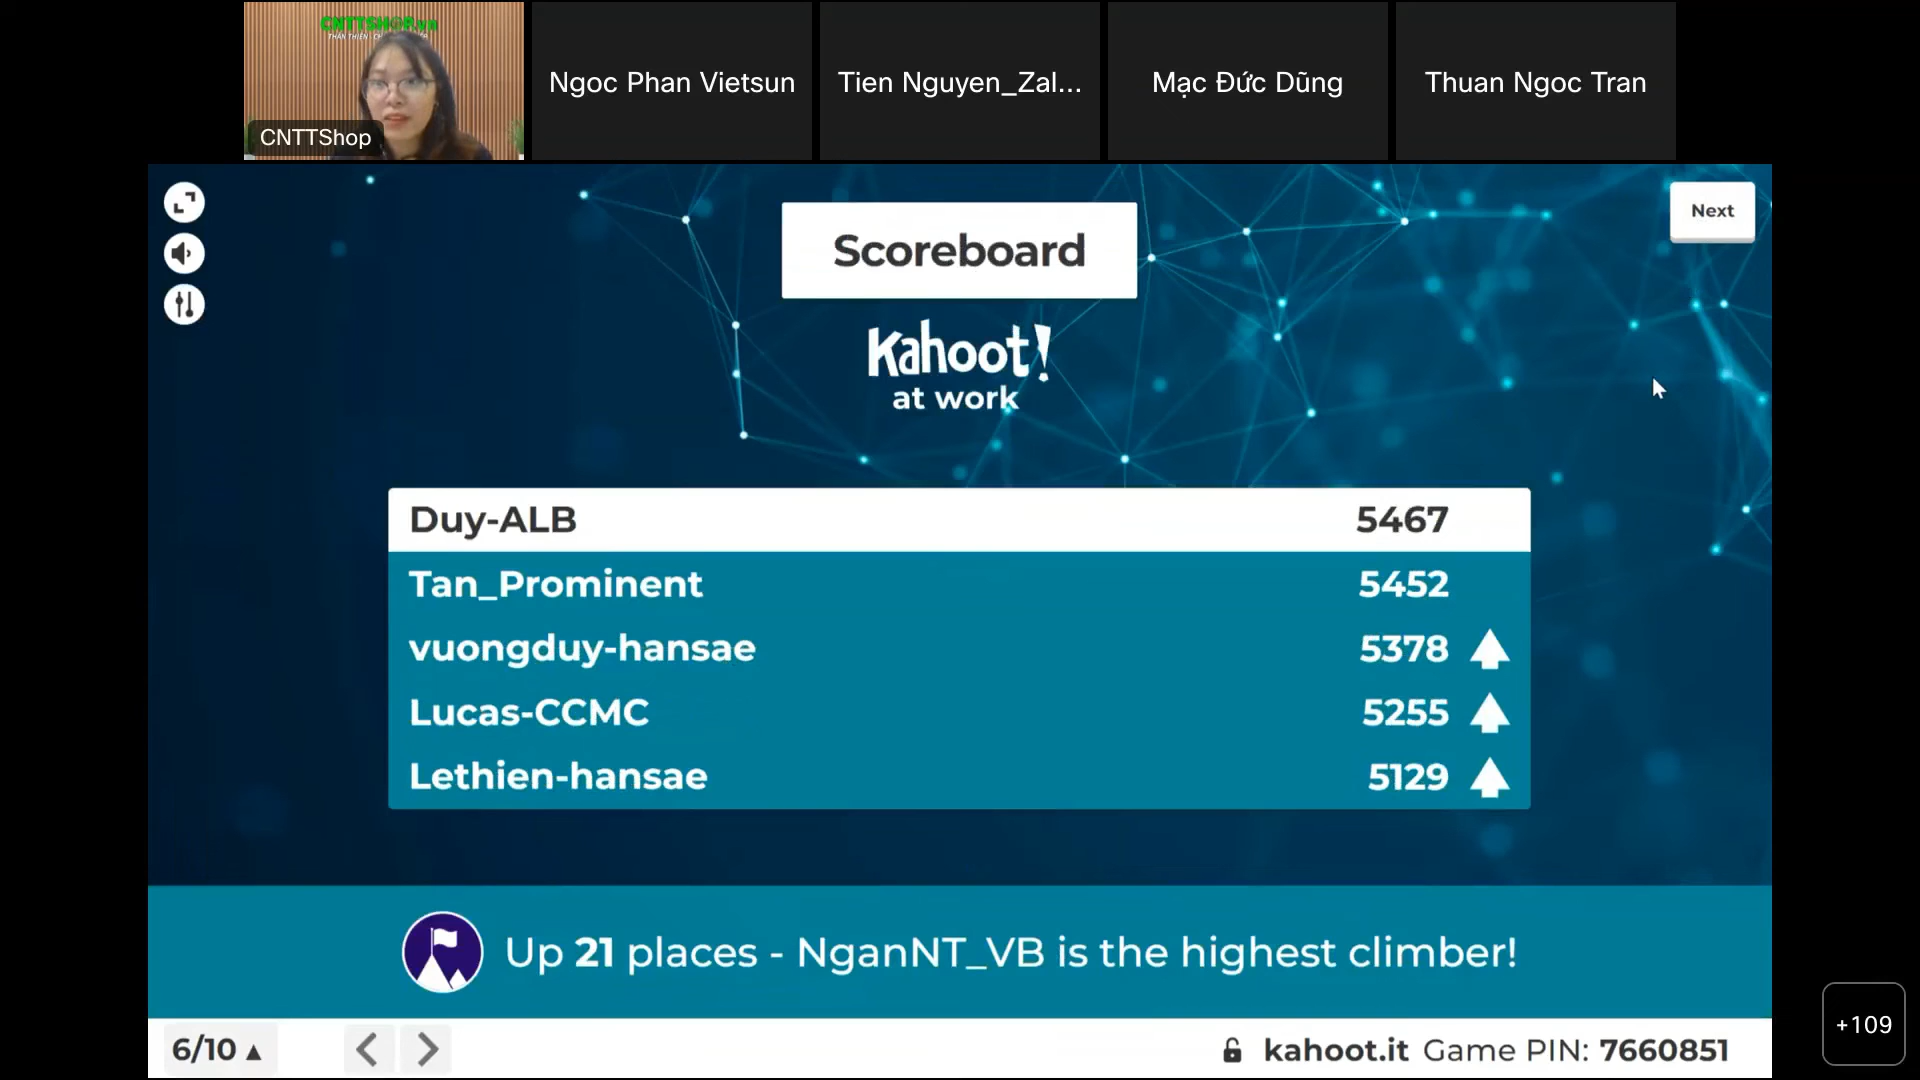 CNTTSHOP.vn
CNTTShop
Ngoc Phan Vietsun
Tien Nguyen_Zal...
Mạc Đức Dũng
Thuan Ngoc Tran
Next
Scoreboard
Kahoot!
at work
Duy-ALB 5467
Tan_Prominent 5452
vuongduy-hansae 5378
Lucas-CCMC 5255
Lethien-hansae 5129
Up 21 places - NganNT_VB is the highest climber!
6/10 ▲
kahoot.it Game PIN: 7660851
+109